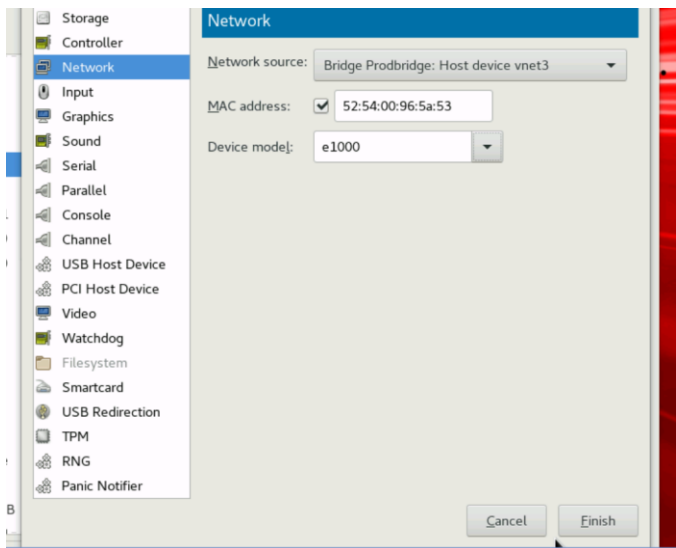 Storage
Controller
Network
Input
Graphics
Sound
Serial
Parallel
Console
Channel
USB Host Device
PCI Host Device
Video
Watchdog
Filesystem
Smartcard
USB Redirection
TPM
RNG
Panic Notifier
Network
Network source: Bridge Prodbridge: Host device vnet3
MAC address: 52:54:00:96:5a:53
Device model: e1000
Cancel Finish
B